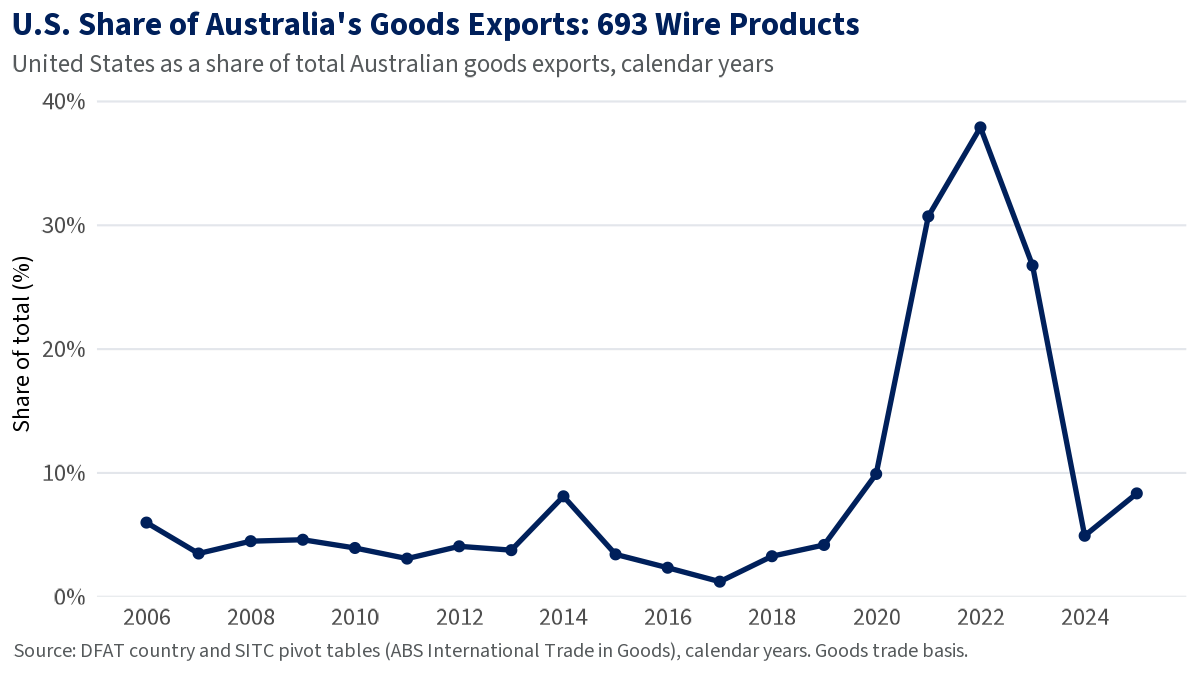 U.S. Share of Australia's Goods Exports: 693 Wire Products
United States as a share of total Australian goods exports, calendar years
Share of total (%)
40%
30%
20%
10%
0%
2006 2008 2010 2012 2014 2016 2018 2020 2022 2024
Source: DFAT country and SITC pivot tables (ABS International Trade in Goods), calendar years. Goods trade basis.